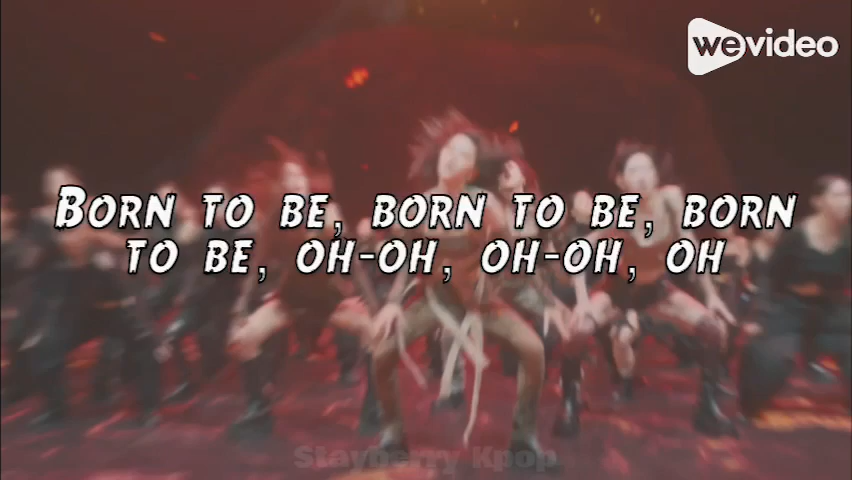 wevideo
BORN TO BE, BORN TO BE, BORN
TO BE, OH-OH, OH-OH, OH
Stayberry Kpop